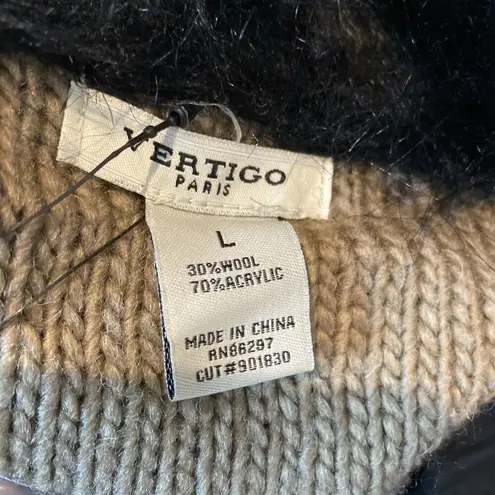 VERTIGO
PARIS
L
30%WOOL
70%ACRYLIC
MADE IN CHINA
RN86297
CUT#901830